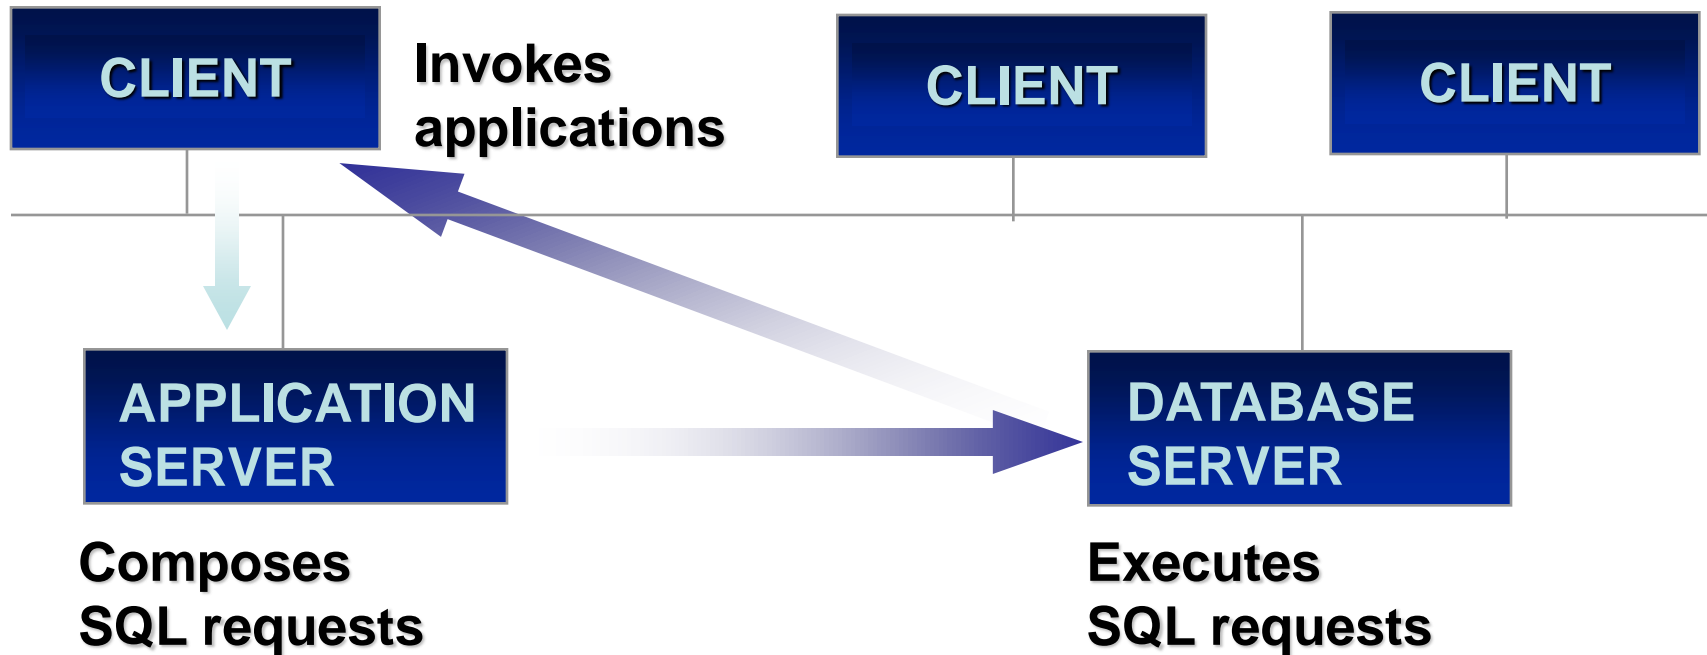 CLIENT
Invokes
applications
CLIENT
CLIENT
APPLICATION
SERVER
DATABASE
SERVER
Composes
SQL requests
Executes
SQL requests